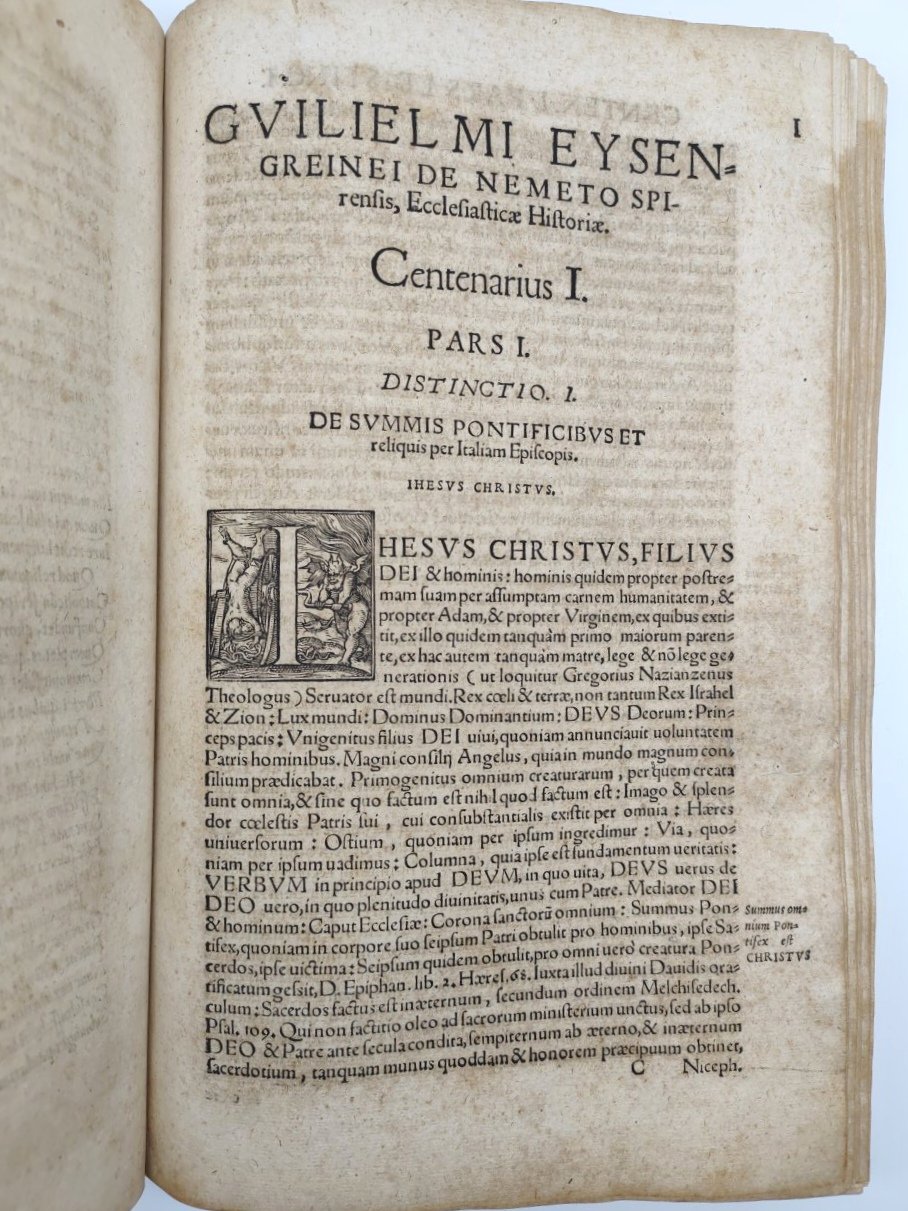 I
GVILIELMI EYSEN-
GREINEI DE NEMETO SPI-
rensis, Ecclesiasticæ Historiæ.
Centenarius I.
PARS I.
DISTINCTIO. I.
DE SVMMIS PONTIFICIBVS ET
reliquis per Italiam Episcopis.
IHESVS CHRISTVS.
IHESVS CHRISTVS, FILIVS
DEI & hominis: hominis quidem propter postre-
mam suam per assumptam carnem humanitatem, &
propter Adam, & propter Virginem, ex quibus exti-
tit, ex illo quidem tanquàm primo maiorum paren-
te, ex hac autem tanquàm matre, lege & nõ lege ge-
nerationis ( ut loquitur Gregorius Nazianzenus
Theologus ) Seruator est mundi. Rex cœli & terræ, non tantum Rex Israhel
& Zion: Lux mundi: Dominus Dominantium: DEVS Deorum: Prin-
ceps pacis: Vnigenitus filius DEI uiui, quoniam annunciauit uoluntatem
Patris hominibus. Magni consilij Angelus, quia in mundo magnum con-
silium prædicabat. Primogenitus omnium creaturarum, per quem creata
sunt omnia, & sine quo factum est nihil quod factum est: Imago & splen-
dor cœlestis Patris sui, cui consubstantialis existit per omnia: Hæres
uniuersorum: Ostium, quoniam per ipsum ingredimur: Via, quo-
niam per ipsum uadimus: Columna, quia ipse est fundamentum ueritatis:
VERBVM in principio apud DEVM, in quo uita, DEVS uerus de
DEO uero, in quo plenitudo diuinitatis, unus cum Patre. Mediator DEI
& hominum: Caput Ecclesiæ: Corona sanctorũ omnium: Summus Pon-
tifex, quoniam in corpore suo seipsum Patri obtulit pro hominibus, ipse Sa-
cerdos, ipse uictima: Seipsum quidem obtulit, pro omni uerò creatura Pon-
tificatum gessit, D. Epiphan. lib. 2. Hæres. 68. Iuxta illud diuini Dauidis ora-
culum: Sacerdos factus est inæternum, secundum ordinem Melchisedech.
Psal. 109. Qui non factitio oleo ad sacrorum ministerium unctus, sed ab ipso
DEO & Patre ante secula condita, sempiternum ab æterno, & inæternum
sacerdotium, tanquam munus quoddam & honorem præcipuum obtinet,
Summus om-
nium Pon-
tifex est
CHRISTVS
C Niceph.